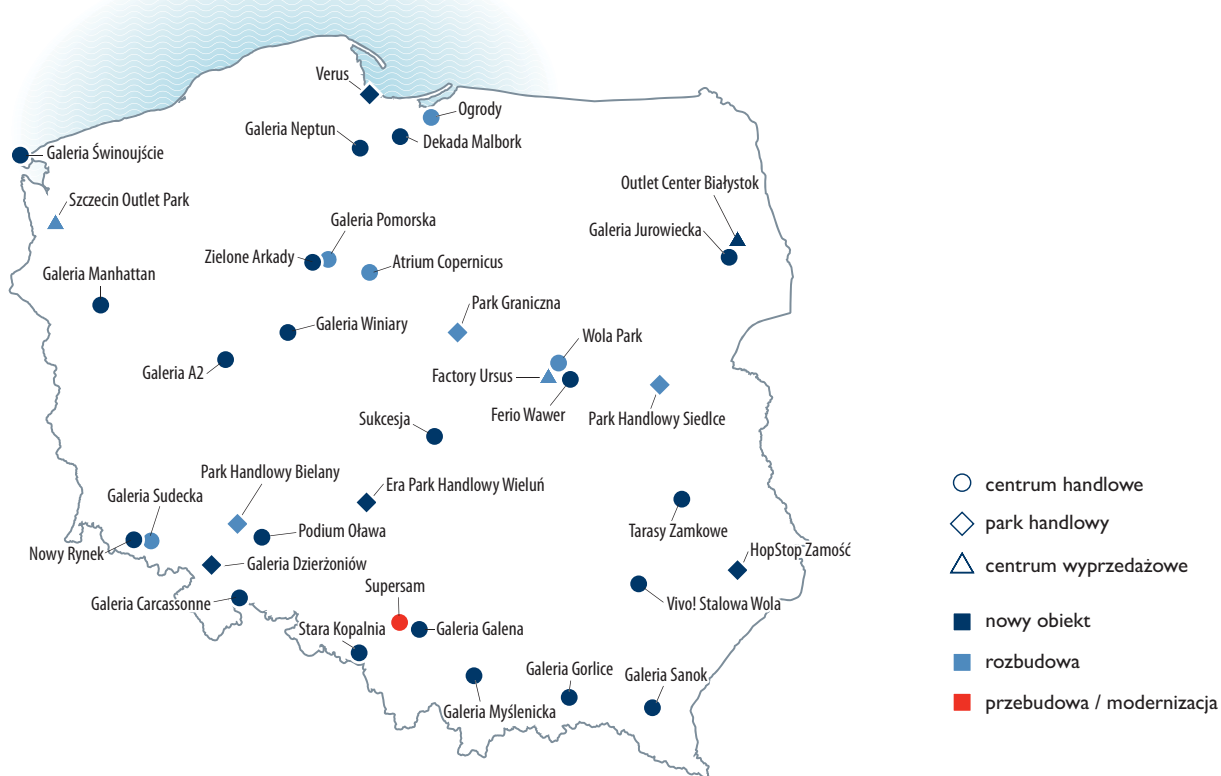 Verus
Ogrody
Galeria Neptun
Dekada Malbork
Galeria Świnoujście
Outlet Center Białystok
Szczecin Outlet Park
Galeria Pomorska
Galeria Jurowiecka
Zielone Arkady
Atrium Copernicus
Galeria Manhattan
Park Graniczna
Galeria Winiary
Wola Park
Galeria A2
Factory Ursus
Ferio Wawer
Park Handlowy Siedlce
Sukcesja
Park Handlowy Bielany
Era Park Handlowy Wieluń
Galeria Sudecka
Podium Oława
Tarasy Zamkowe
Nowy Rynek
HopStop Zamość
Galeria Dzierżoniów
Supersam
Galeria Carcassonne
Vivo! Stalowa Wola
Stara Kopalnia
Galeria Galena
Galeria Gorlice
Galeria Sanok
Galeria Myślenicka
centrum handlowe
park handlowy
centrum wyprzedażowe
nowy obiekt
rozbudowa
przebudowa / modernizacja